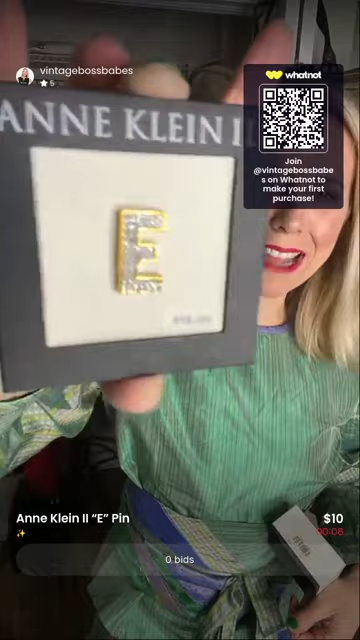 vintagebossbabes
5
whatnot
Join
@vintagebossbabe
s on Whatnot to
make your first
purchase!
ANNE KLEIN I
E
Anne Klein II “E” Pin
$10
00:08
0 bids